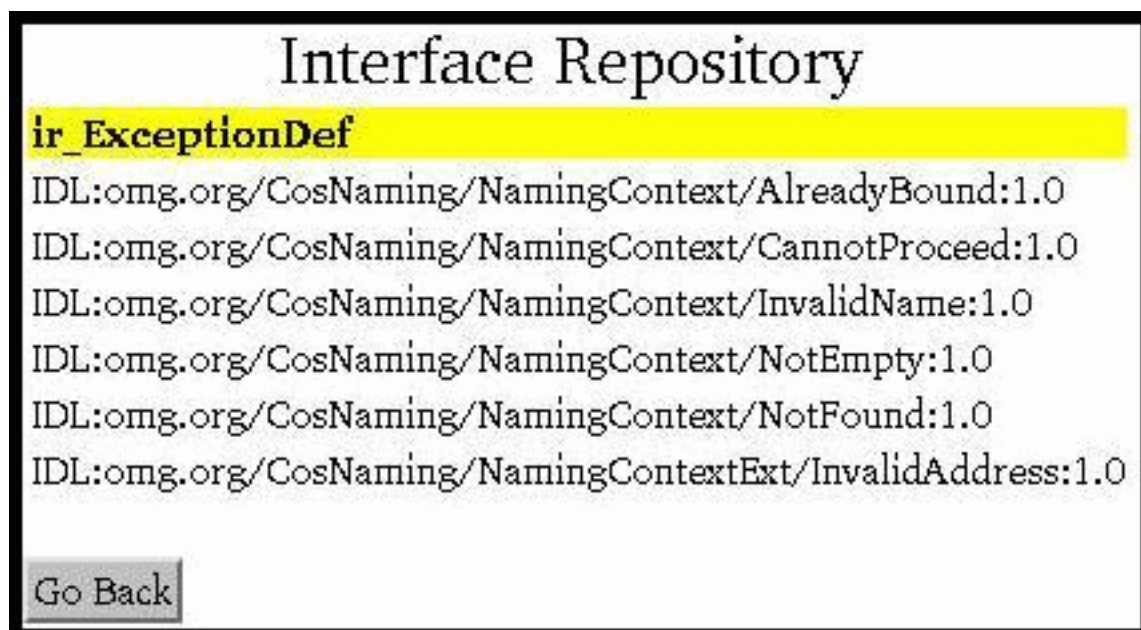 Interface Repository
ir_ExceptionDef
IDL:omg.org/CosNaming/NamingContext/AlreadyBound:1.0
IDL:omg.org/CosNaming/NamingContext/CannotProceed:1.0
IDL:omg.org/CosNaming/NamingContext/InvalidName:1.0
IDL:omg.org/CosNaming/NamingContext/NotEmpty:1.0
IDL:omg.org/CosNaming/NamingContext/NotFound:1.0
IDL:omg.org/CosNaming/NamingContextExt/InvalidAddress:1.0
Go Back